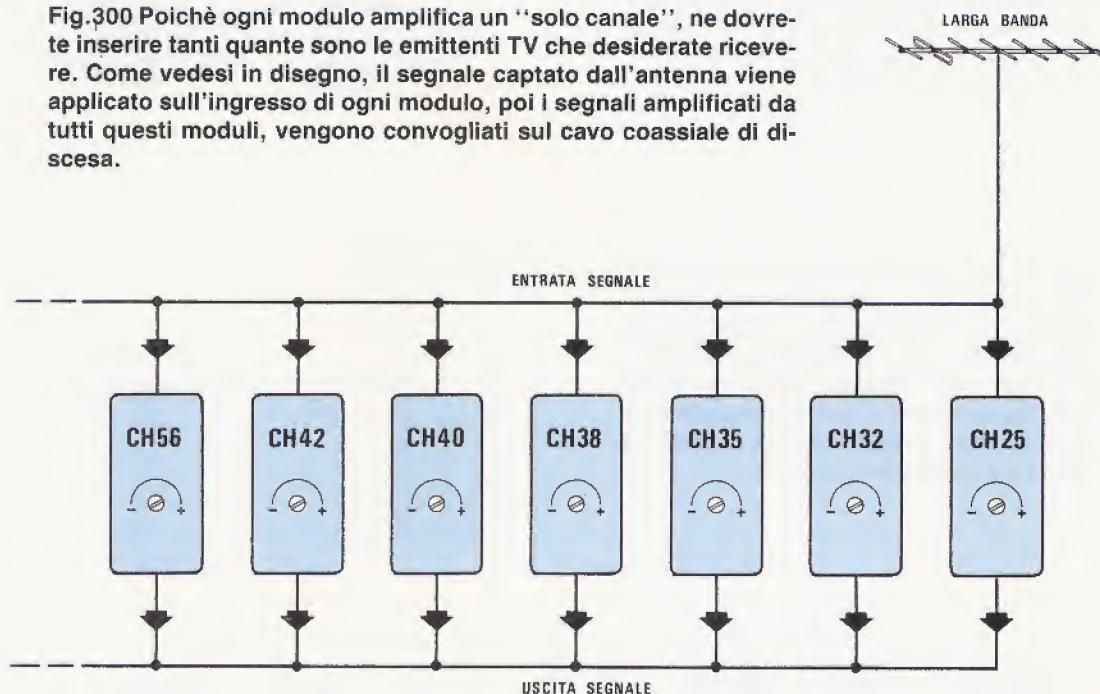 Fig.300 Poichè ogni modulo amplifica un ''solo canale'', ne dovre-
te inserire tanti quante sono le emittenti TV che desiderate riceve-
re. Come vedesi in disegno, il segnale captato dall'antenna viene
applicato sull'ingresso di ogni modulo, poi i segnali amplificati da
tutti questi moduli, vengono convogliati sul cavo coassiale di di-
scesa.
LARGA BANDA
ENTRATA SEGNALE
CH56 CH42 CH40 CH38 CH35 CH32 CH25
- + - + - + - + - + - + - +
USCITA SEGNALE